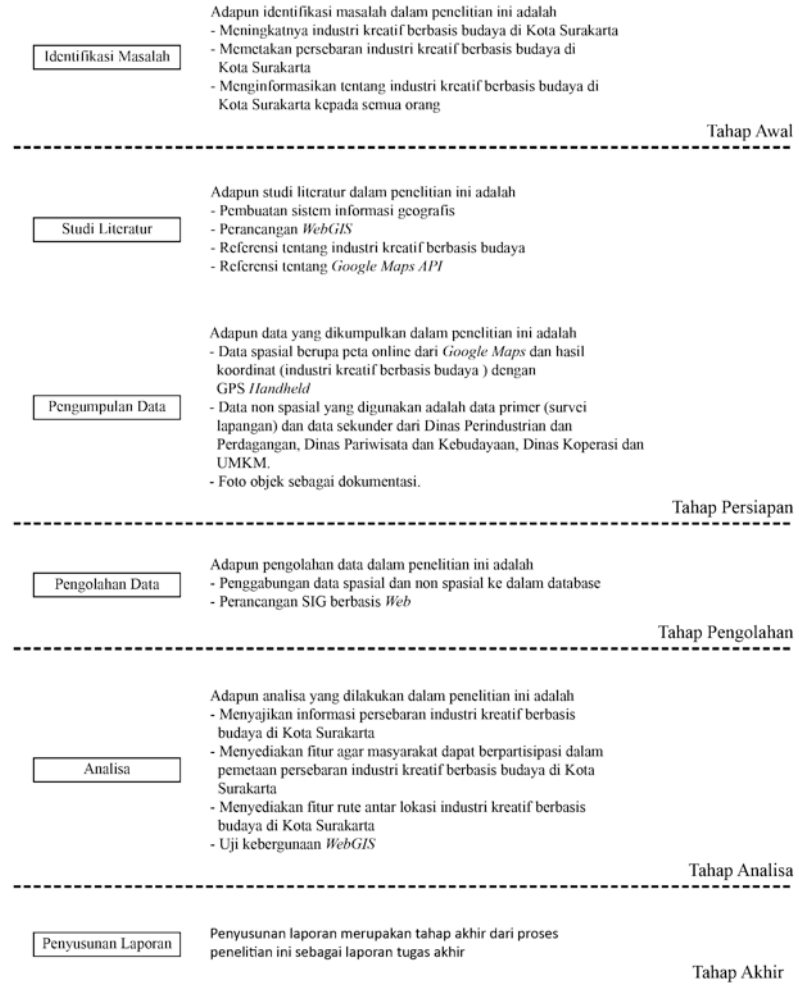 Identifikasi Masalah
Adapun identifikasi masalah dalam penelitian ini adalah
- Meningkatnya industri kreatif berbasis budaya di Kota Surakarta
- Memetakan persebaran industri kreatif berbasis budaya di
Kota Surakarta
- Menginformasikan tentang industri kreatif berbasis budaya di
Kota Surakarta kepada semua orang
Tahap Awal
Studi Literatur
Adapun studi literatur dalam penelitian ini adalah
- Pembuatan sistem informasi geografis
- Perancangan WebGIS
- Referensi tentang industri kreatif berbasis budaya
- Referensi tentang Google Maps API
Pengumpulan Data
Adapun data yang dikumpulkan dalam penelitian ini adalah
- Data spasial berupa peta online dari Google Maps dan hasil
koordinat (industri kreatif berbasis budaya ) dengan
GPS Handheld
- Data non spasial yang digunakan adalah data primer (survei
lapangan) dan data sekunder dari Dinas Perindustrian dan
Perdagangan, Dinas Pariwisata dan Kebudayaan, Dinas Koperasi dan
UMKM.
- Foto objek sebagai dokumentasi.
Tahap Persiapan
Pengolahan Data
Adapun pengolahan data dalam penelitian ini adalah
- Penggabungan data spasial dan non spasial ke dalam database
- Perancangan SIG berbasis Web
Tahap Pengolahan
Analisa
Adapun analisa yang dilakukan dalam penelitian ini adalah
- Menyajikan informasi persebaran industri kreatif berbasis
budaya di Kota Surakarta
- Menyediakan fitur agar masyarakat dapat berpartisipasi dalam
pemetaan persebaran industri kreatif berbasis budaya di Kota
Surakarta
- Menyediakan fitur rute antar lokasi industri kreatif berbasis
budaya di Kota Surakarta
- Uji kebergunaan WebGIS
Tahap Analisa
Penyusunan Laporan
Penyusunan laporan merupakan tahap akhir dari proses
penelitian ini sebagai laporan tugas akhir
Tahap Akhir